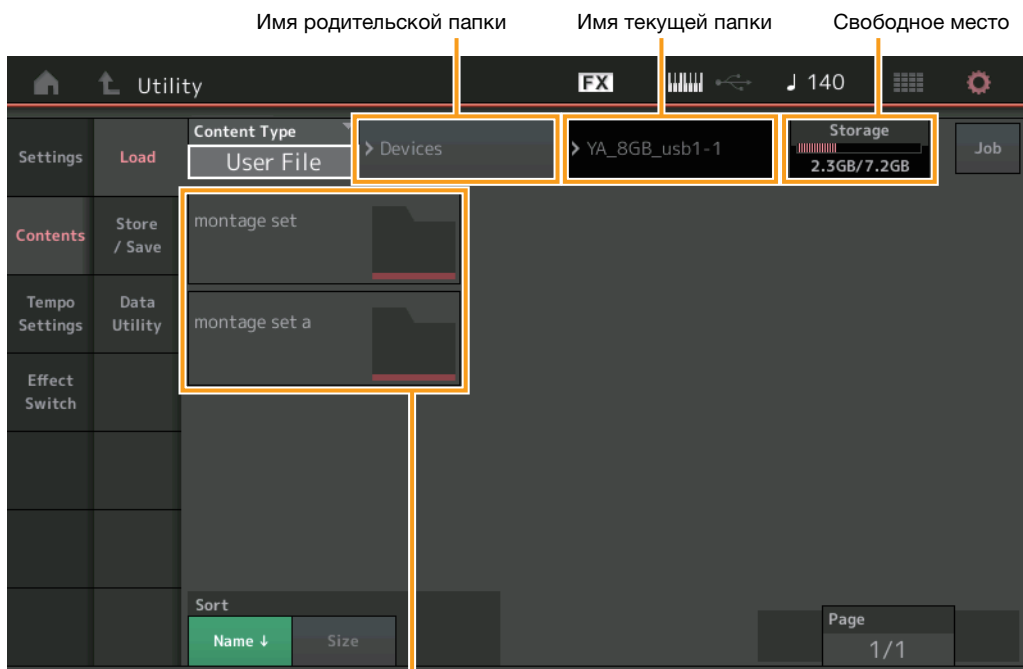 Имя родительской папки Имя текущей папки Свободное место
Utility FX 140
Settings
Load
Content Type
User File
> Devices
> YA_8GB_usb1-1
Storage
2.3GB/7.2GB
Job
Contents
Store
/ Save
montage set
Tempo
Settings
Data
Utility
montage set a
Effect
Switch
Sort
Name ↓ Size
Page
1/1